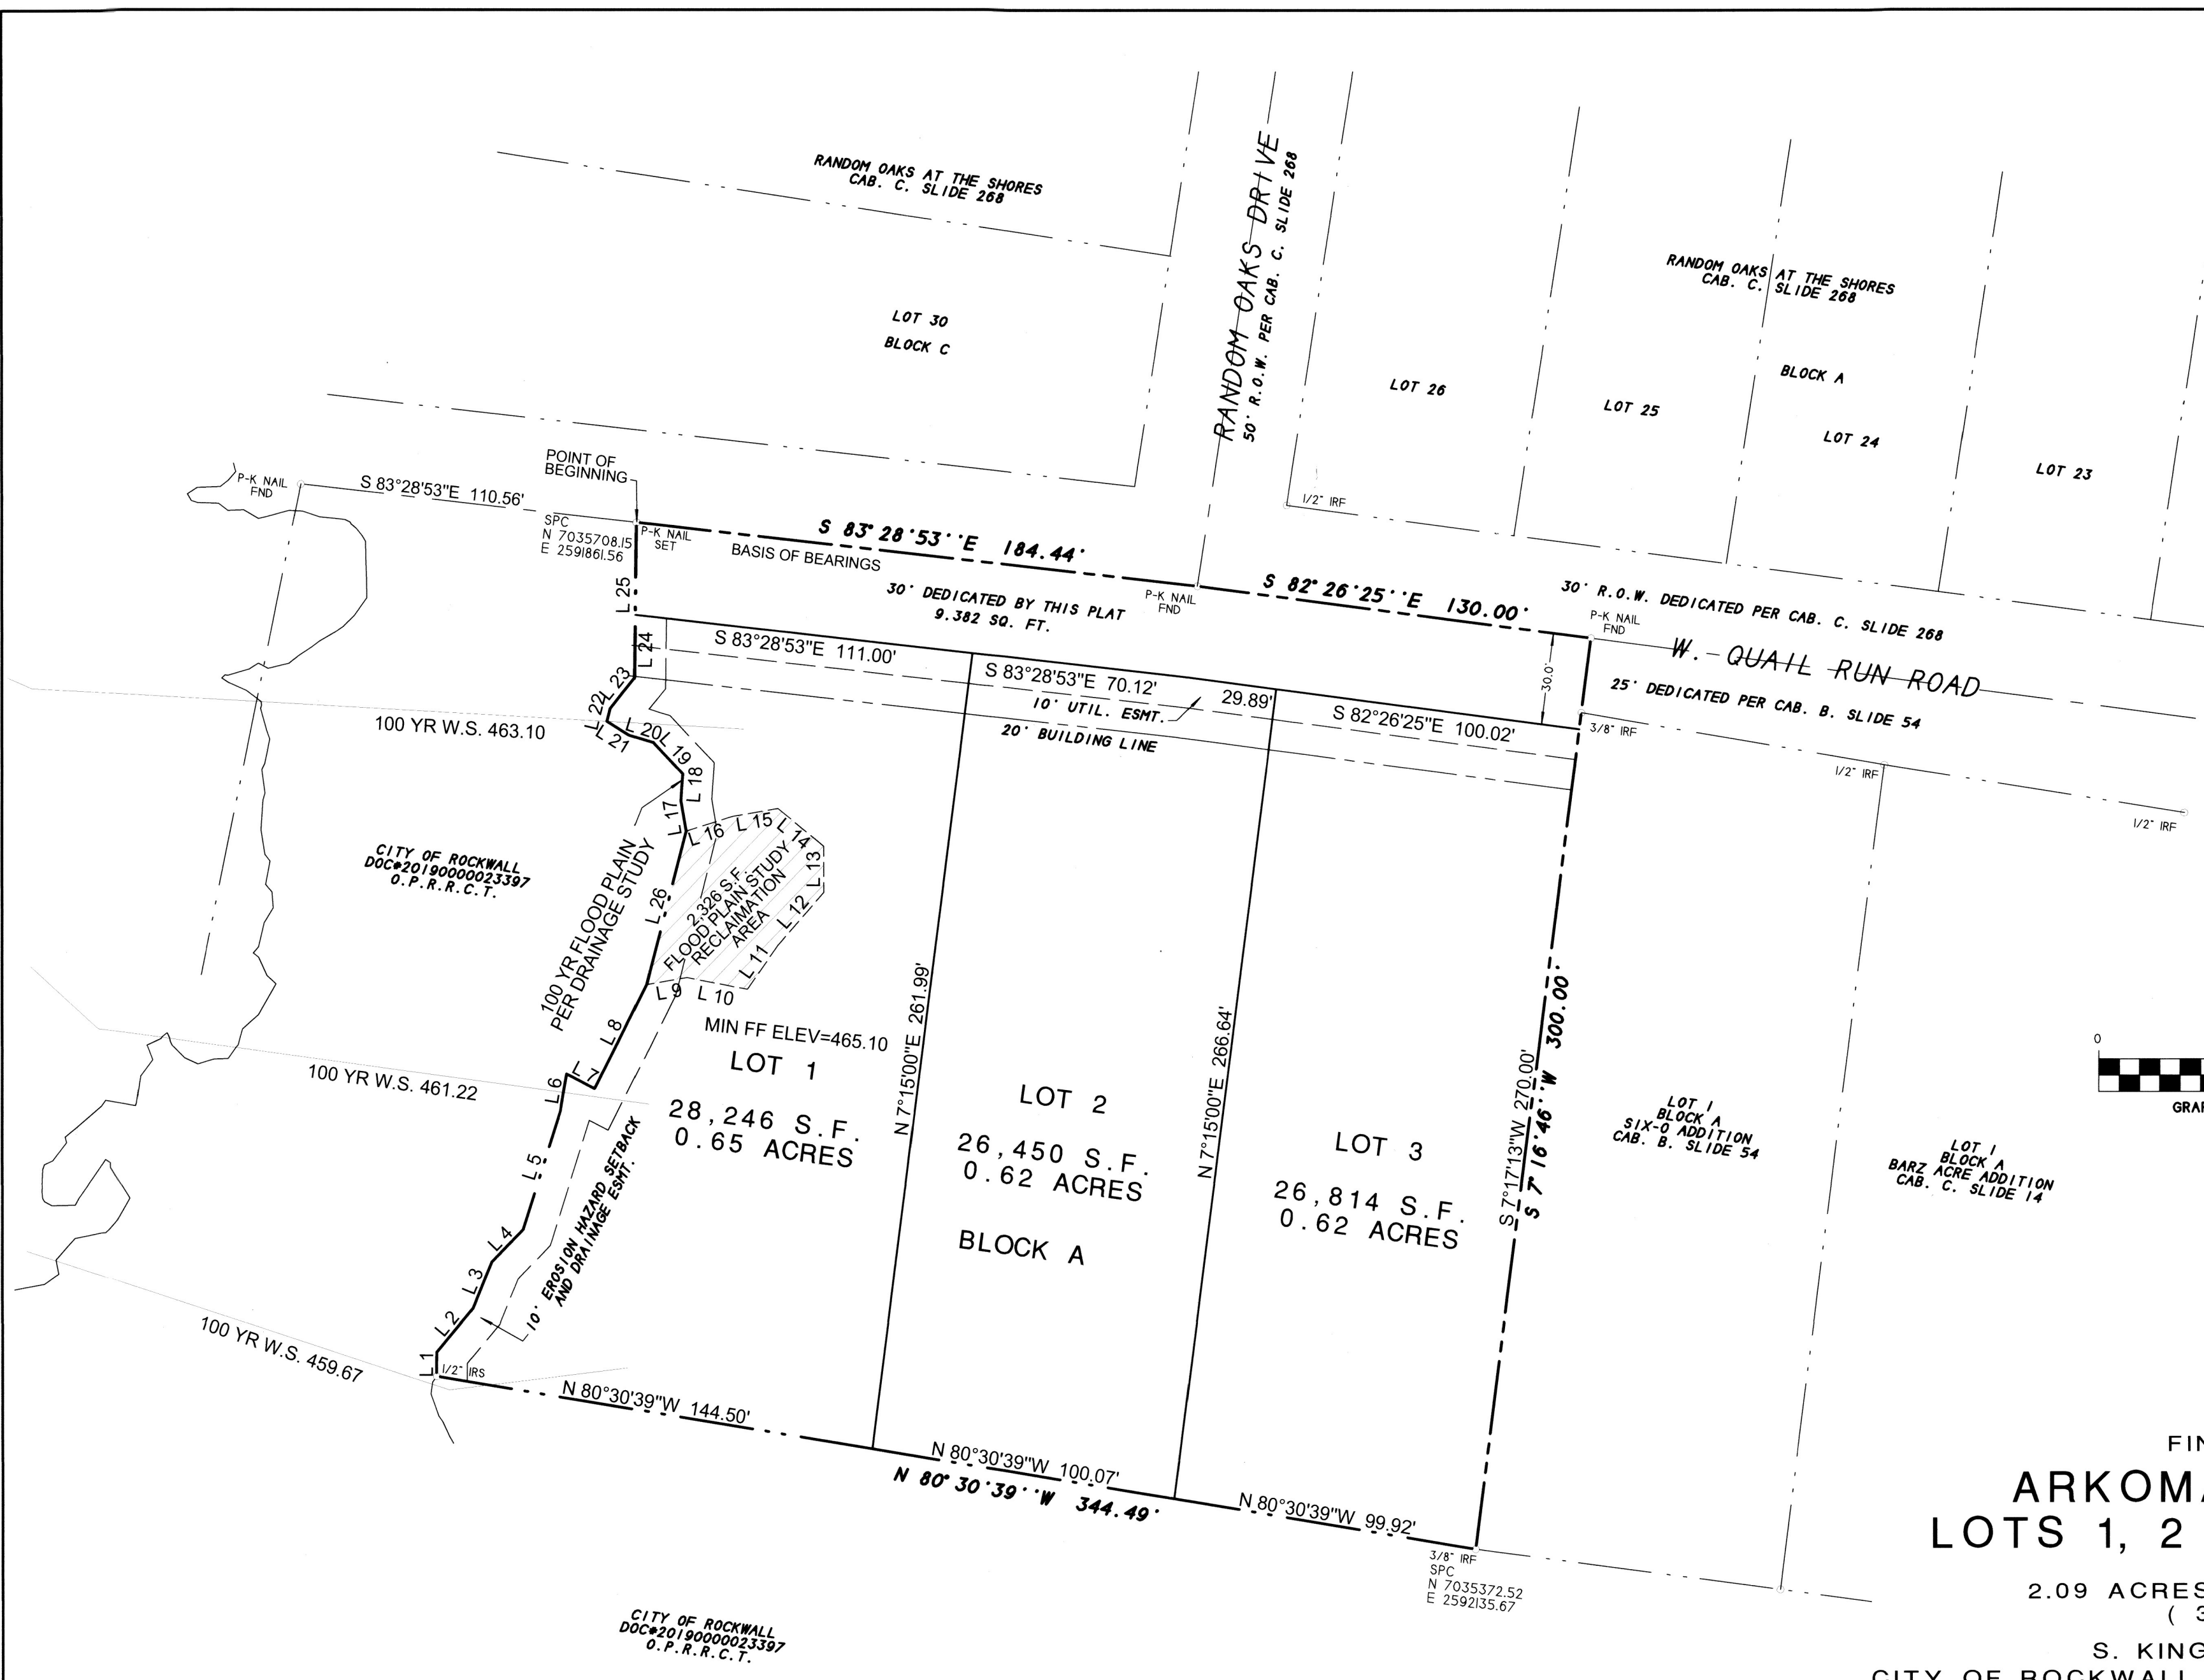 RANDOM OAKS AT THE SHORES
CAB. C. SLIDE 268
LOT 30
BLOCK C
RANDOM OAKS DRIVE
50' R.O.W. PER CAB. C. SLIDE 268
RANDOM OAKS AT THE SHORES
CAB. C. SLIDE 268
BLOCK A
LOT 26
LOT 25
LOT 24
LOT 23
1/2" IRF
P-K NAIL
FND
S 83°28'53"E 110.56'
POINT OF
BEGINNING
SPC
N 7035708.15
E 2591861.56
P-K NAIL
SET
S 83°28'53''E 184.44'
BASIS OF BEARINGS
30' DEDICATED BY THIS PLAT
9.382 SQ. FT.
P-K NAIL
FND
S 82°26'25''E 130.00'
30' R.O.W. DEDICATED PER CAB. C. SLIDE 268
P-K NAIL
FND
W. QUAIL RUN ROAD
25' DEDICATED PER CAB. B. SLIDE 54
3/8" IRF
1/2" IRF
1/2" IRF
30.0'
L 25
L 24
L 23
L 22
L 21
L 20
L 19
L 18
L 17
L 16
L 15
L 14
L 13
L 12
L 11
L 10
L 9
L 26
L 8
L 7
L 6
L 5
L 4
L 3
L 2
L 1
S 83°28'53"E 111.00'
S 83°28'53"E 70.12'
29.89'
S 82°26'25"E 100.02'
10' UTIL. ESMT.
20' BUILDING LINE
100 YR W.S. 463.10
CITY OF ROCKWALL
DOC#20190000023397
O.P.R.R.C.T.
100 YR FLOOD PLAIN
PER DRAINAGE STUDY
2,326 S.F.
FLOOD PLAIN STUDY
RECLAMATION
AREA
MIN FF ELEV=465.10
LOT 1
28,246 S.F.
0.65 ACRES
N 7°15'00"E 261.99'
LOT 2
26,450 S.F.
0.62 ACRES
BLOCK A
N 7°15'00"E 266.64'
LOT 3
26,814 S.F.
0.62 ACRES
S 7°17'13"W 270.00'
S 7°16'46''W 300.00'
LOT 1
BLOCK A
SIX-O ADDITION
CAB. B. SLIDE 54
LOT 1
BLOCK A
BARZ ACRE ADDITION
CAB. C. SLIDE 14
0
GRAP
100 YR W.S. 461.22
10' EROSION HAZARD SETBACK
AND DRAINAGE ESMT.
100 YR W.S. 459.67
1/2" IRS
N 80°30'39"W 144.50'
N 80°30'39"W 100.07'
N 80°30'39''W 344.49'
N 80°30'39"W 99.92'
3/8" IRF
SPC
N 7035372.52
E 2592135.67
CITY OF ROCKWALL
DOC#20190000023397
O.P.R.R.C.T.
FIN
ARKOMA
LOTS 1, 2
2.09 ACRES
( 3
S. KING
CITY OF ROCKWALL